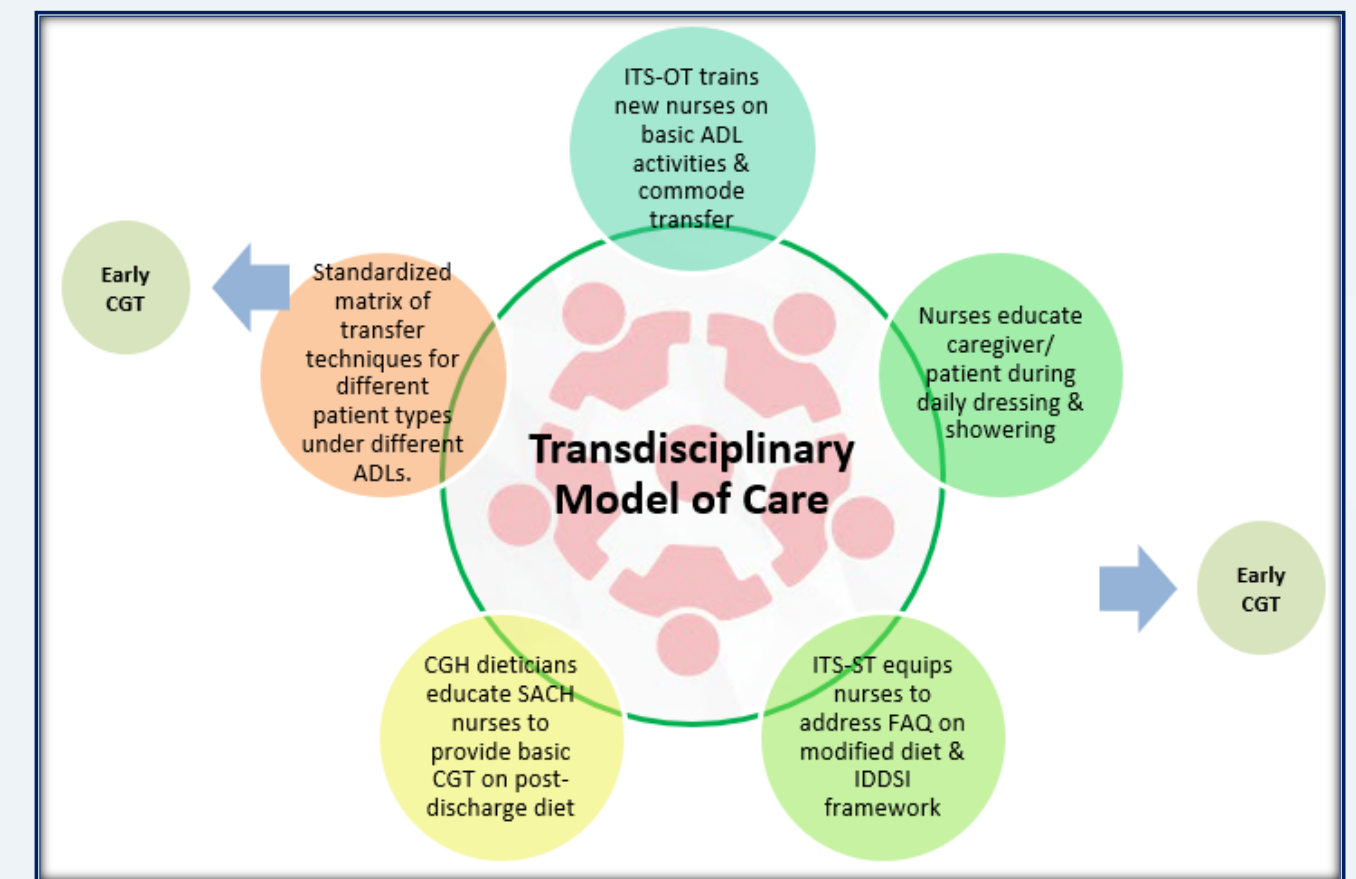 ITS-OT trains
new nurses on
basic ADL
activities &
commode
transfer
Early
CGT
Standardized
matrix of
transfer
techniques for
different
patient types
under different
ADLs.
Nurses educate
caregiver/
patient during
daily dressing &
showering
Transdisciplinary
Model of Care
Early
CGT
CGH dieticians
educate SACH
nurses to
provide basic
CGT on post-
discharge diet
ITS-ST equips
nurses to
address FAQ on
modified diet &
IDDSI
framework